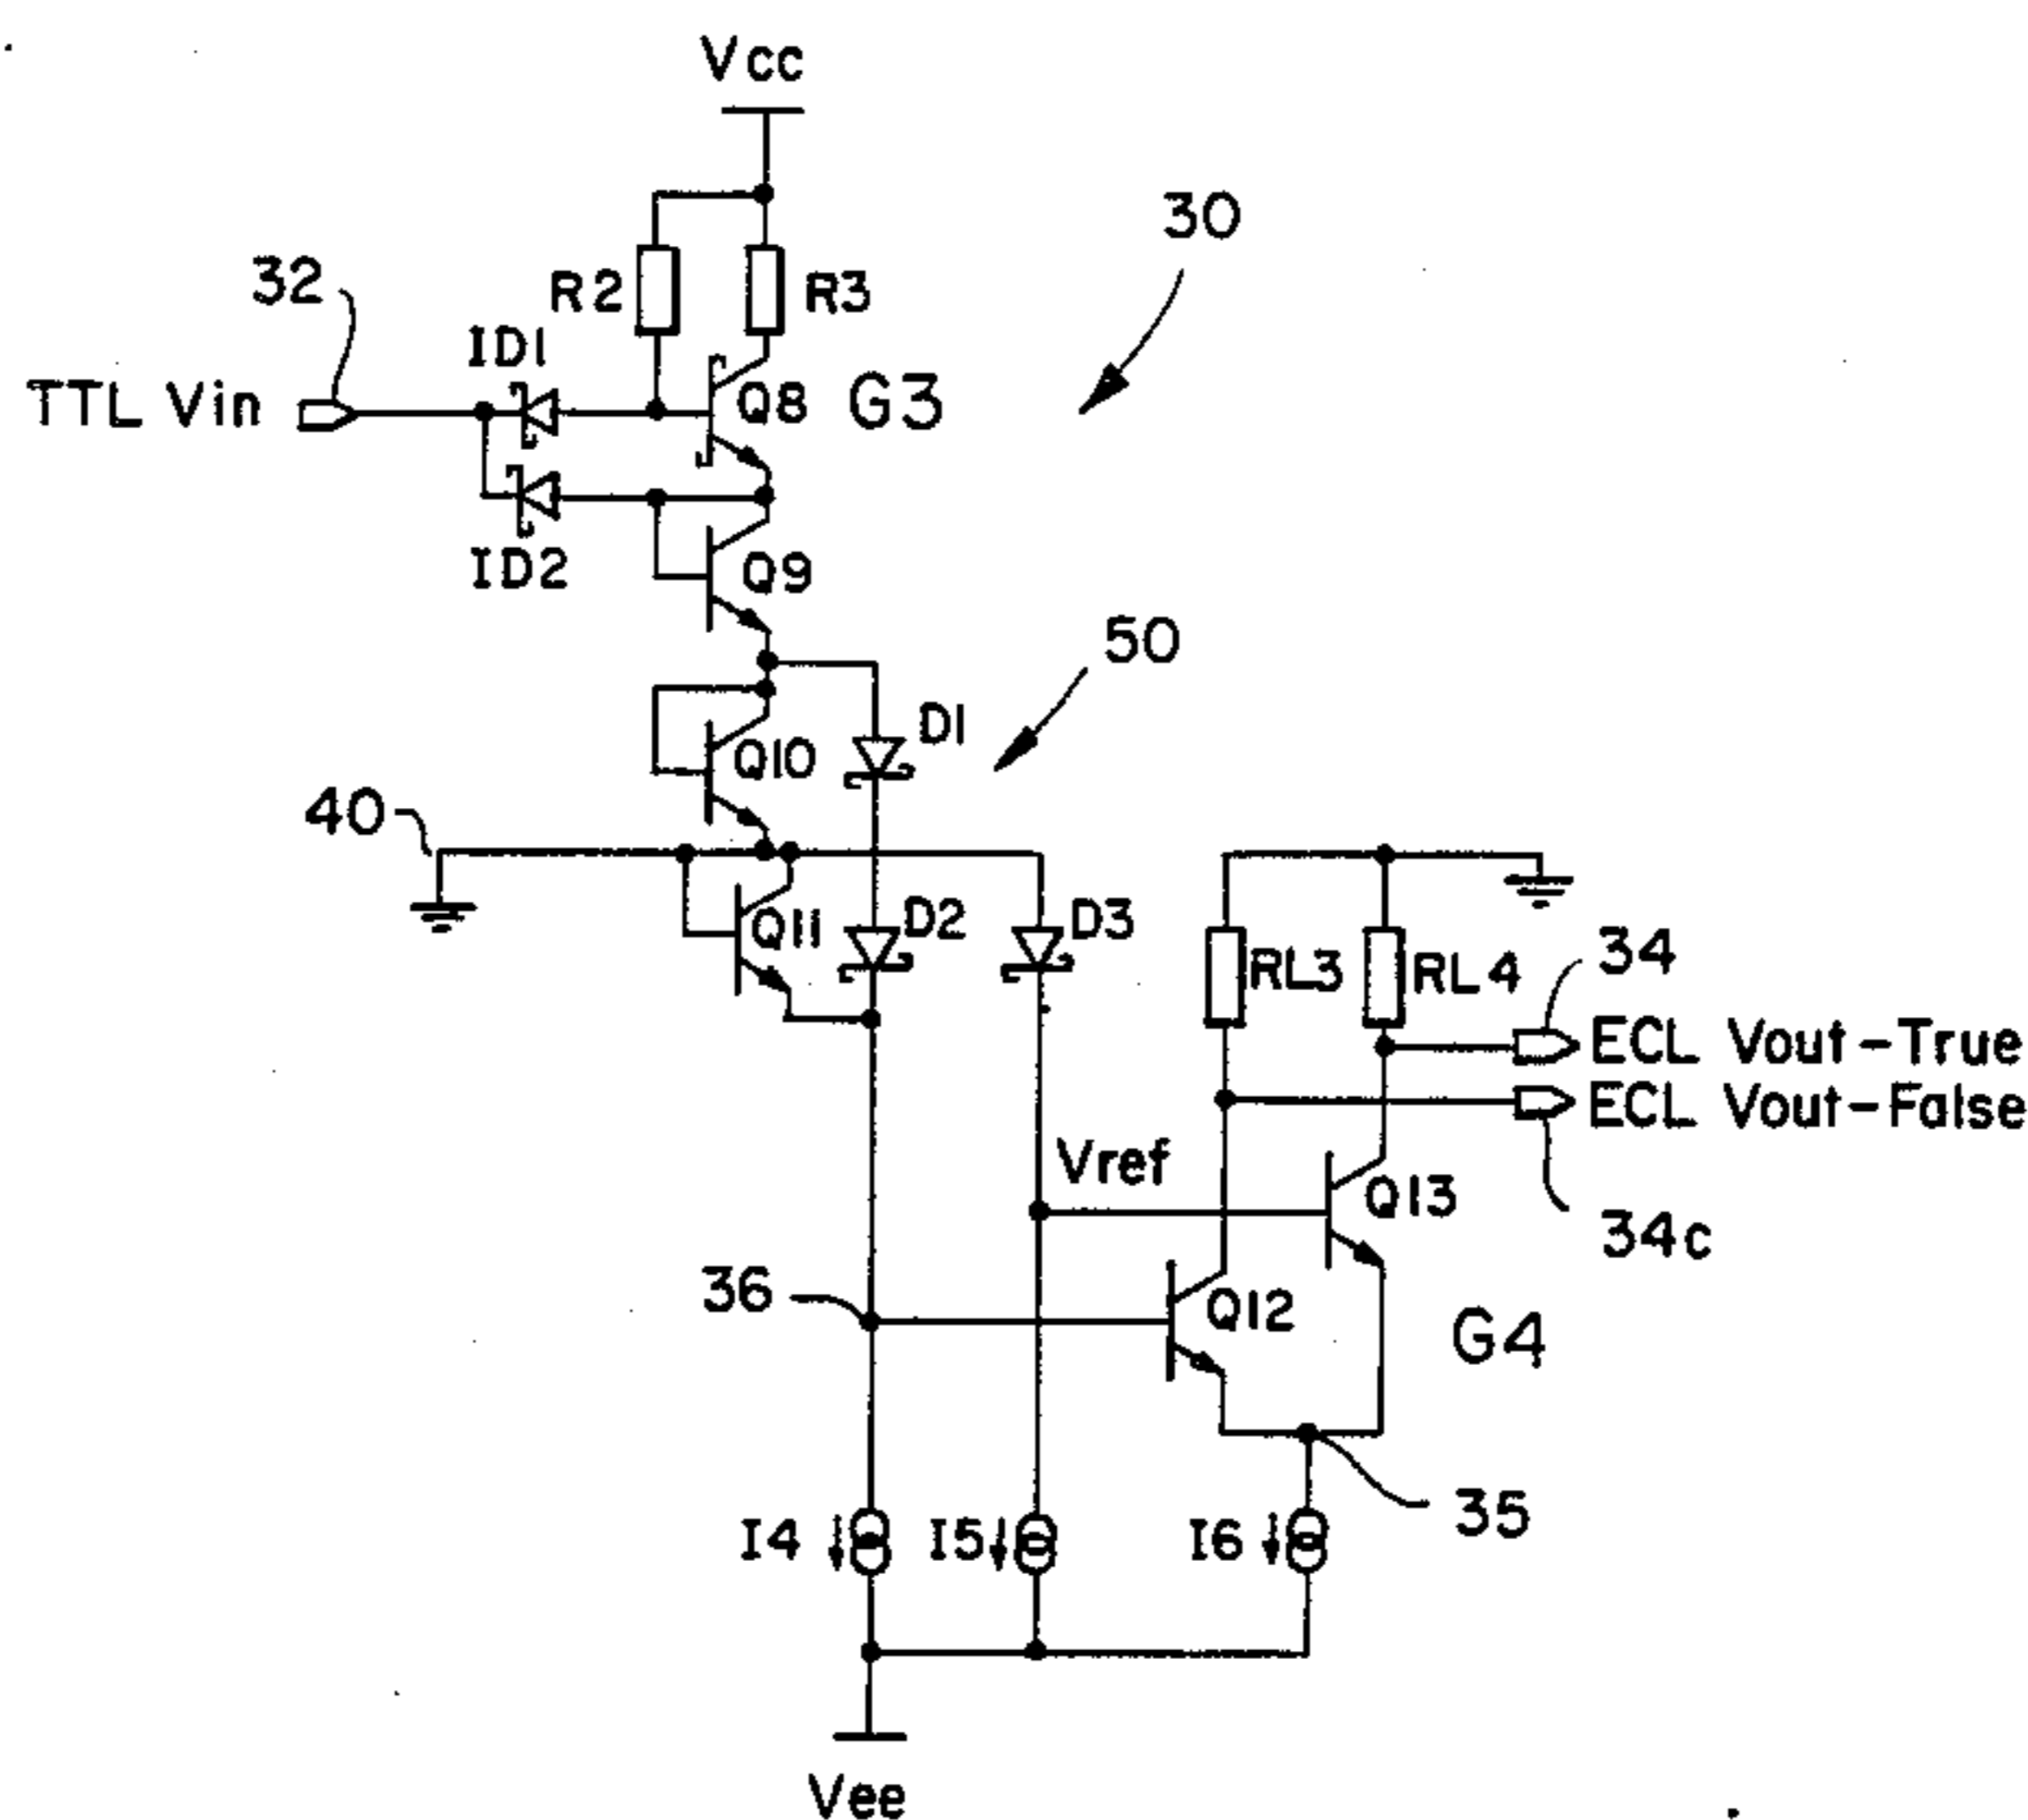 Vcc
30
32
R2
R3
ID1
TTL Vin
Q8
G3
ID2
Q9
50
D1
Q10
40
Q11
D2
D3
RL3
RL4
34
ECL Vout-True
ECL Vout-False
Vref
Q13
34c
36
Q12
G4
35
I4
I5
I6
Vee